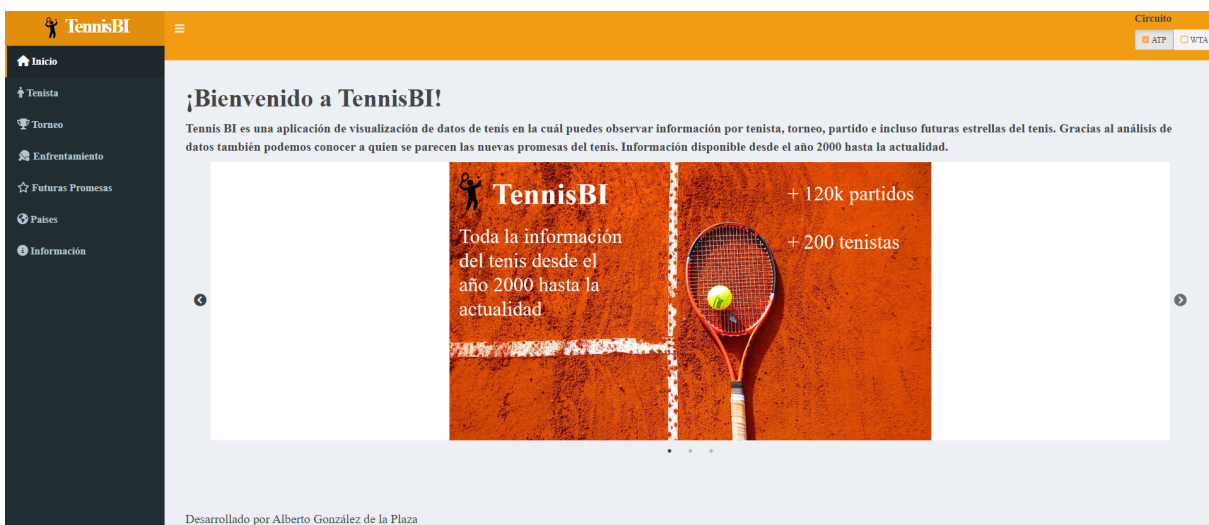 TennisBI
Circuito
ATP
WTA
Inicio
Tenista
Torneo
Enfrentamiento
Futuras Promesas
Paises
Información
¡Bienvenido a TennisBI!
Tennis BI es una aplicación de visualización de datos de tenis en la cuál puedes observar información por tenista, torneo, partido e incluso futuras estrellas del tenis. Gracias al análisis de
datos también podemos conocer a quien se parecen las nuevas promesas del tenis. Información disponible desde el año 2000 hasta la actualidad.
TennisBI
Toda la información
del tenis desde el
año 2000 hasta la
actualidad
+ 120k partidos
+ 200 tenistas
Desarrollado por Alberto González de la Plaza